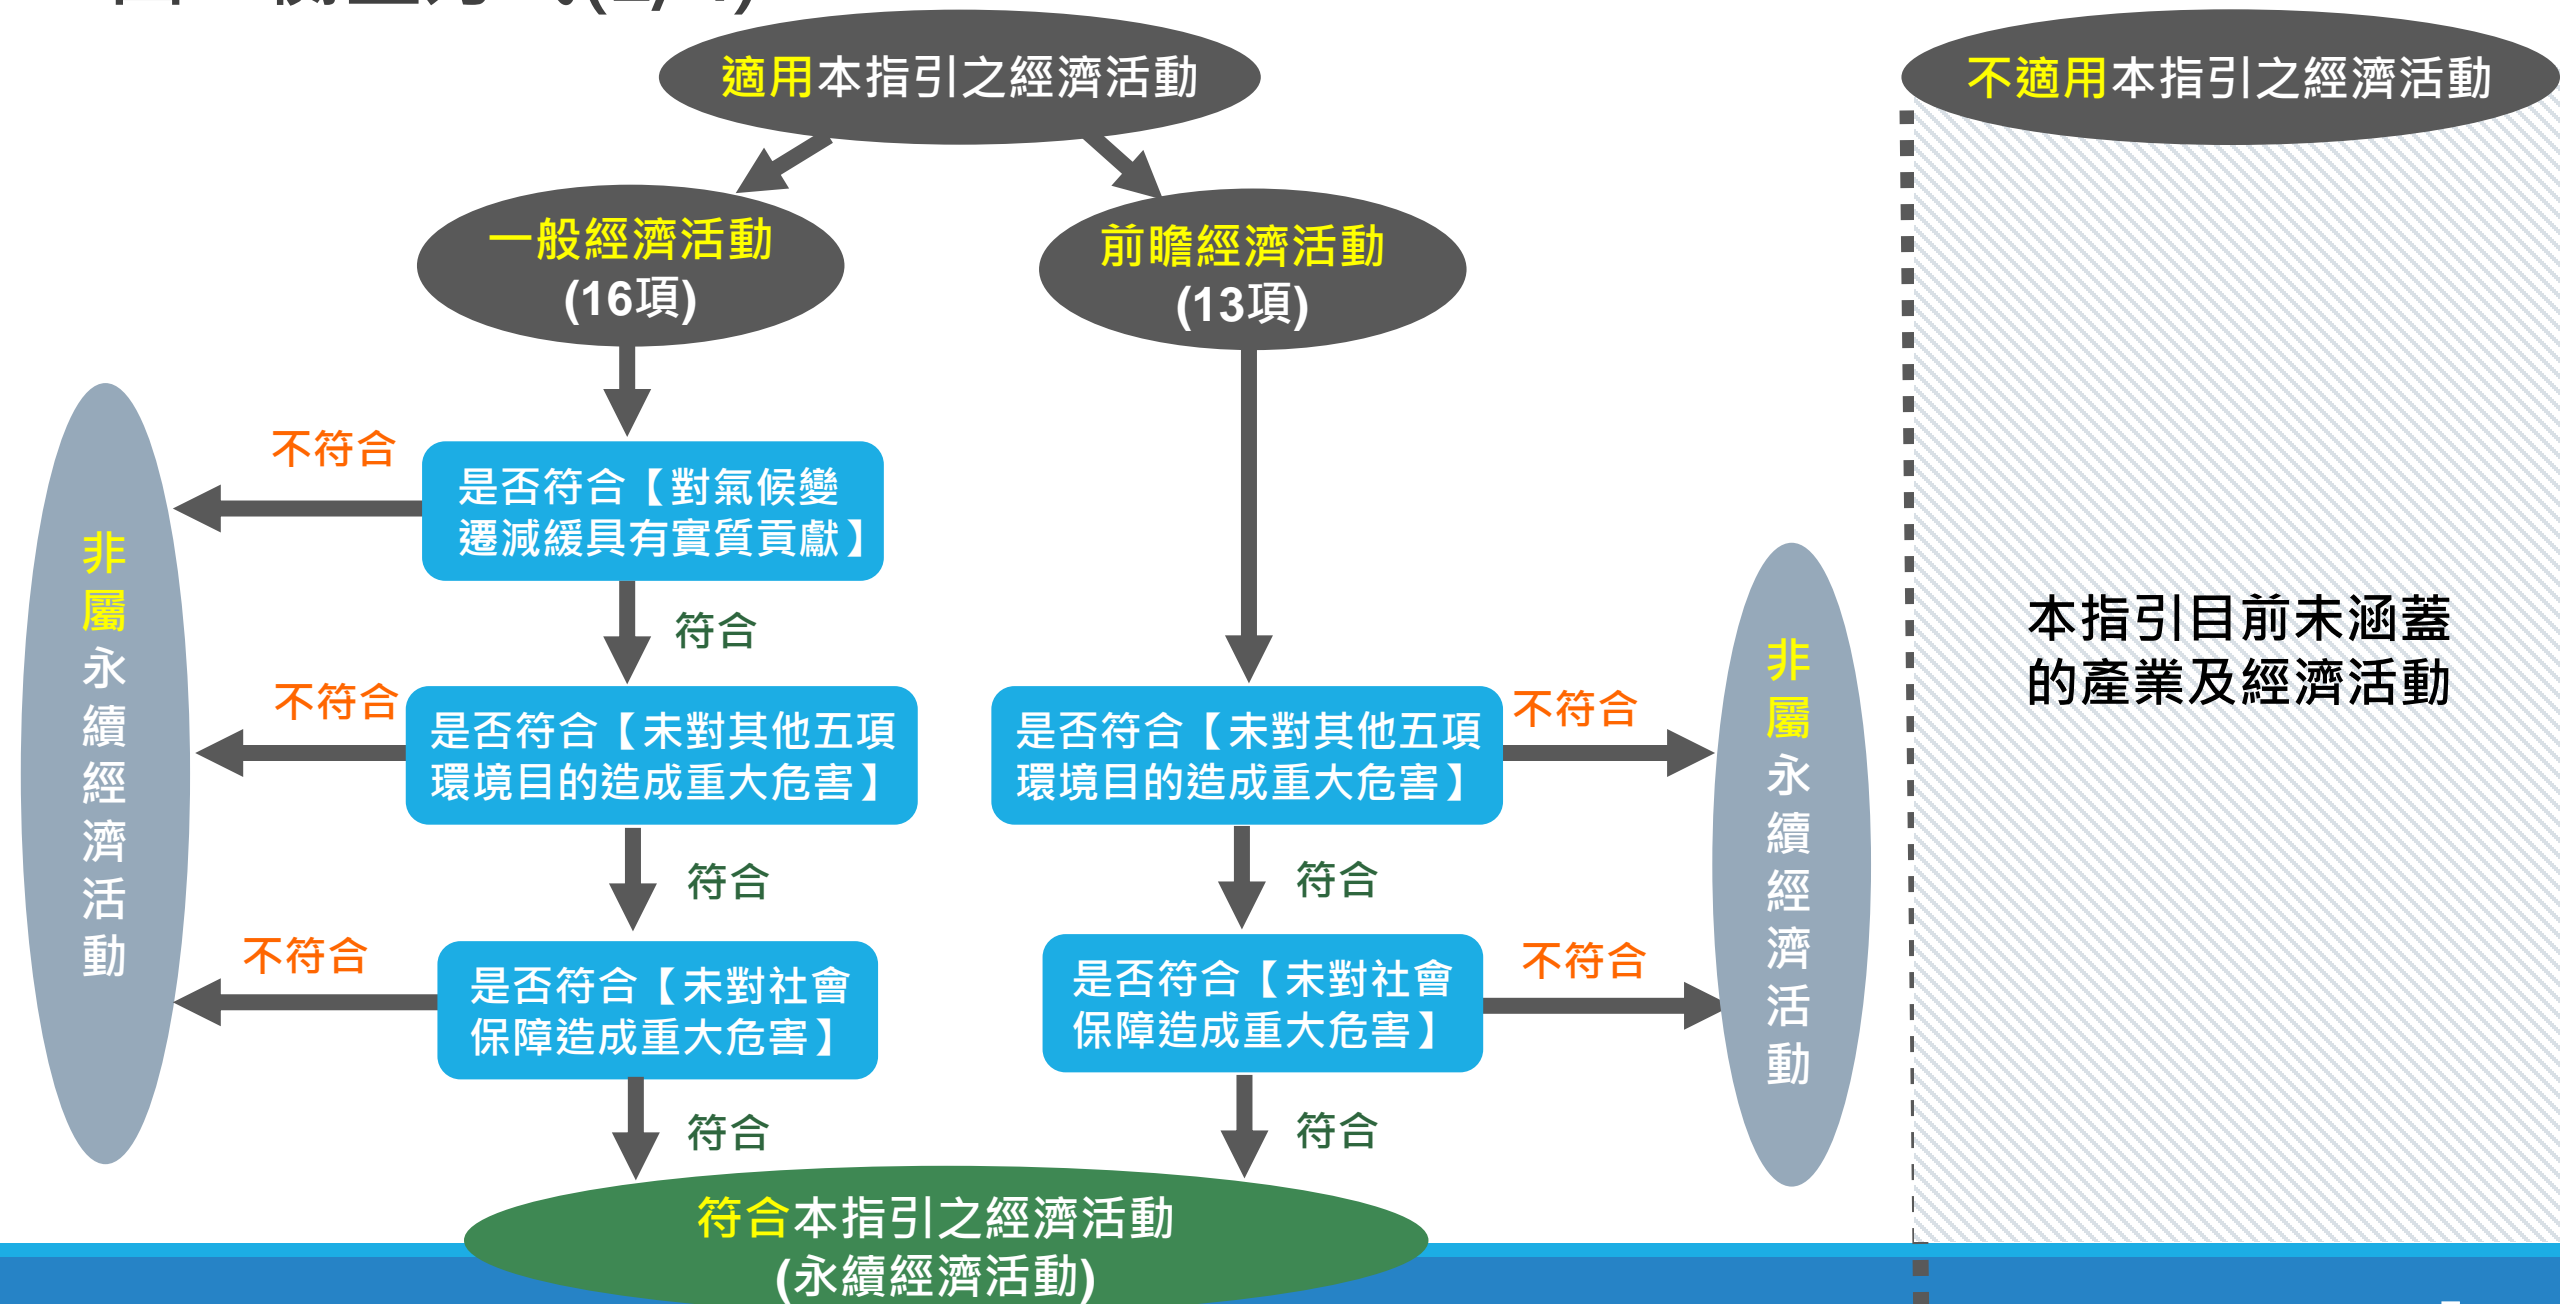 適用本指引之經濟活動
不適用本指引之經濟活動
一般經濟活動
(16項)
前瞻經濟活動
(13項)
不符合
是否符合【對氣候變
遷減緩具有實質貢獻】
符合
不符合
是否符合【未對其他五項
環境目的造成重大危害】
符合
不符合
是否符合【未對社會
保障造成重大危害】
符合
非屬永續經濟活動
是否符合【未對其他五項
環境目的造成重大危害】
不符合
符合
是否符合【未對社會
保障造成重大危害】
不符合
符合
非屬永續經濟活動
符合本指引之經濟活動
(永續經濟活動)
本指引目前未涵蓋
的產業及經濟活動